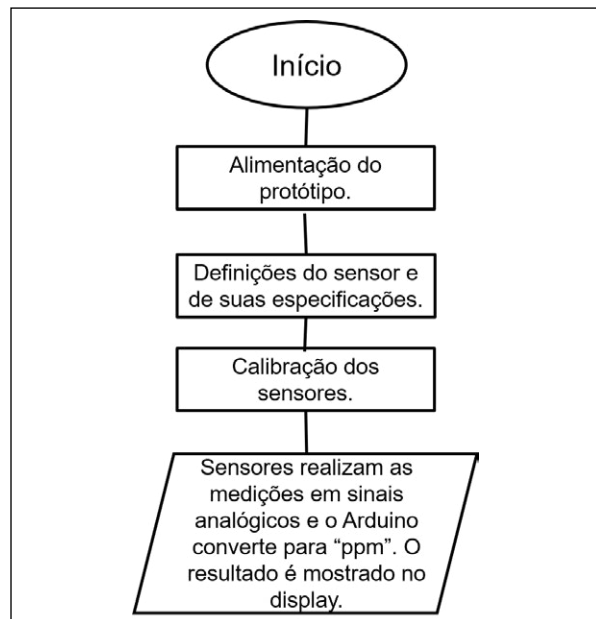 Início
Alimentação do
protótipo.
Definições do sensor e
de suas especificações.
Calibração dos
sensores.
Sensores realizam as
medições em sinais
analógicos e o Arduino
converte para “ppm”. O
resultado é mostrado no
display.